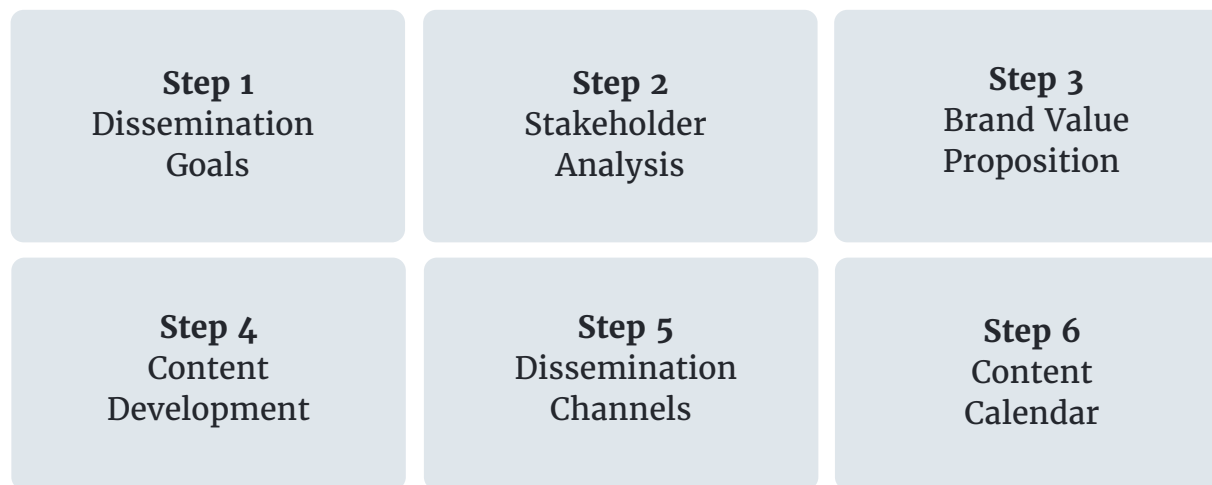 Step 1
Dissemination
Goals
Step 2
Stakeholder
Analysis
Step 3
Brand Value
Proposition
Step 4
Content
Development
Step 5
Dissemination
Channels
Step 6
Content
Calendar